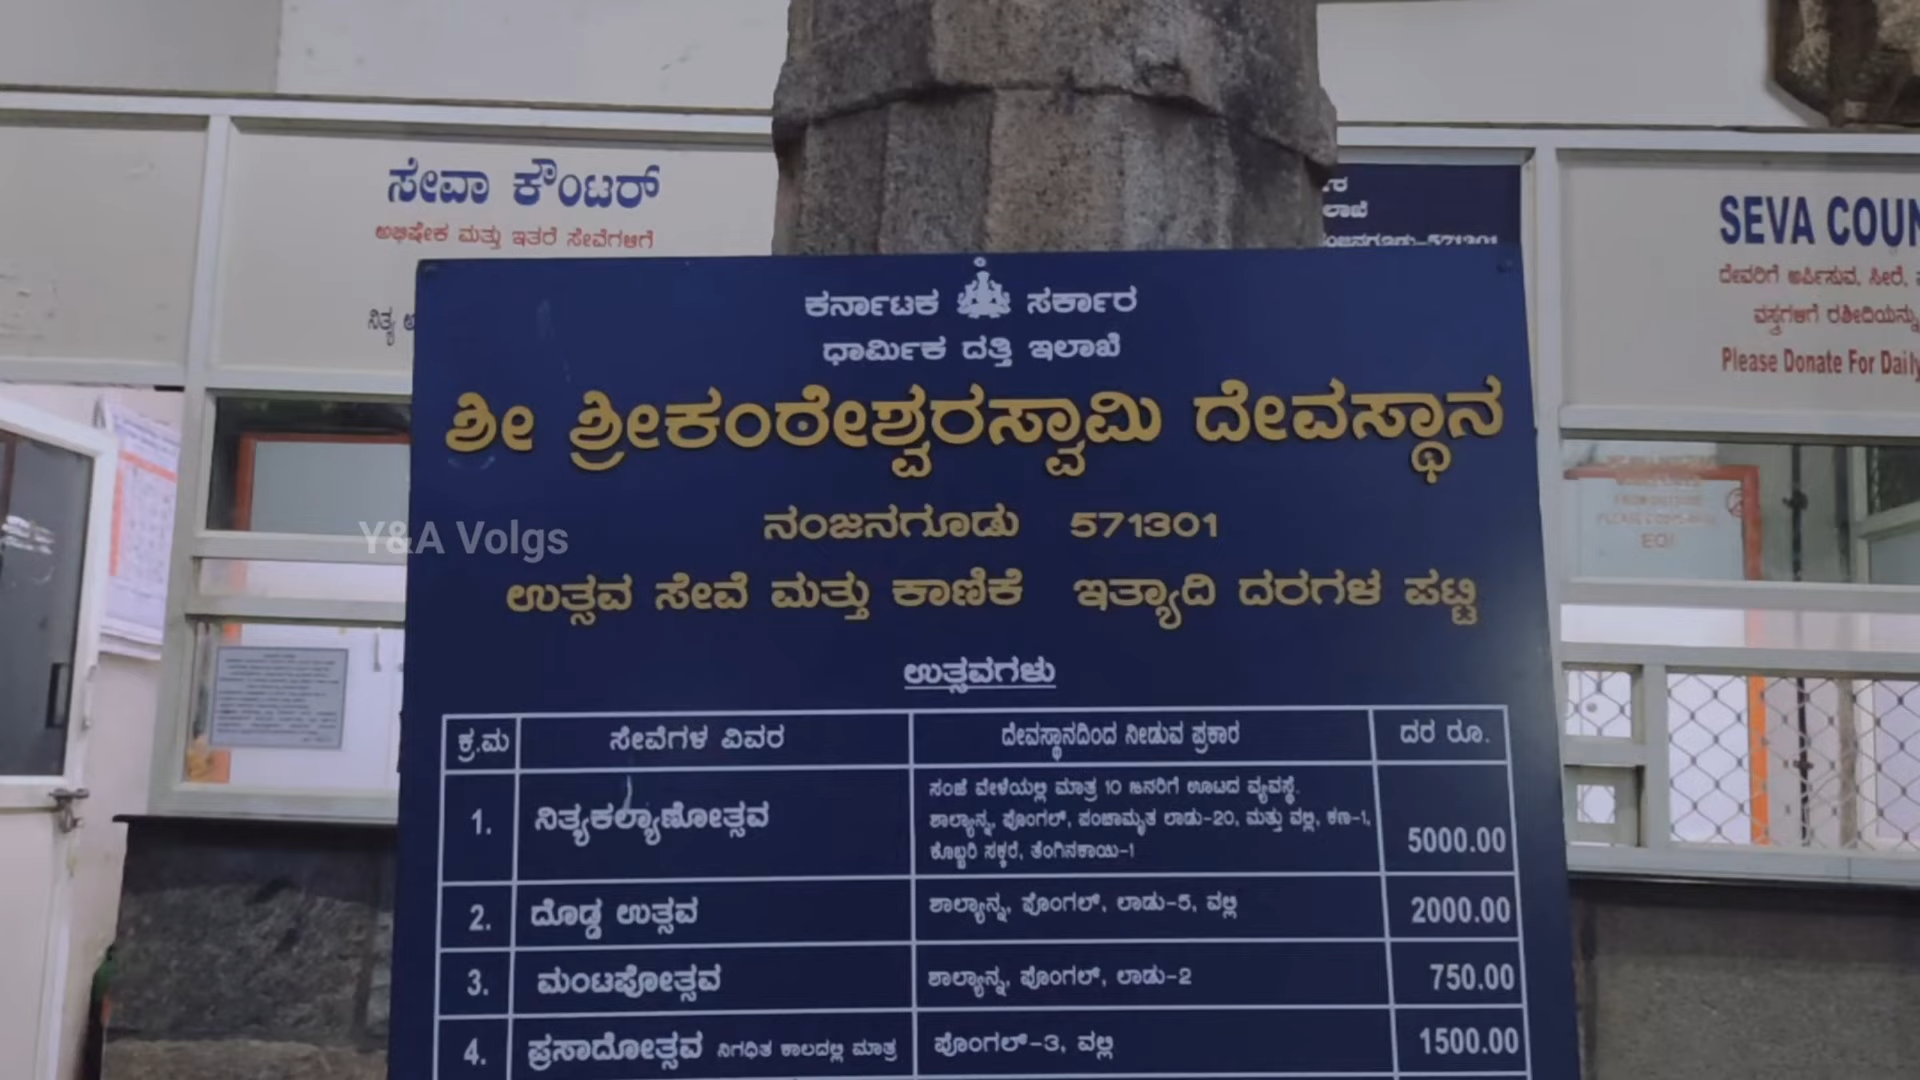 ಸೇವಾ ಕೌಂಟರ್
ಅಭಿಷೇಕ ಮತ್ತು ಇತರೆ ಸೇವೆಗಳಿಗೆ
ನಿತ್ಯ
SEVA COUN
ದೇವರಿಗೆ ಅರ್ಪಿಸುವ, ಸೀರೆ,
ವಸ್ತ್ರಗಳಿಗೆ ರಶೀದಿಯನ್ನು
Please Donate For Daily
ನಂಜನಗೂಡು-571301
ಕರ್ನಾಟಕ ಸರ್ಕಾರ
ಧಾರ್ಮಿಕ ದತ್ತಿ ಇಲಾಖೆ
ಶ್ರೀ ಶ್ರೀಕಂಠೇಶ್ವರಸ್ವಾಮಿ ದೇವಸ್ಥಾನ
ನಂಜನಗೂಡು 571301
Y&A Volgs
ಉತ್ಸವ ಸೇವೆ ಮತ್ತು ಕಾಣಿಕೆ ಇತ್ಯಾದಿ ದರಗಳ ಪಟ್ಟಿ
ಉತ್ಸವಗಳು
ಕ್ರ.ಮ ಸೇವೆಗಳ ವಿವರ ದೇವಸ್ಥಾನದಿಂದ ನೀಡುವ ಪ್ರಕಾರ ದರ ರೂ.
1. ನಿತ್ಯಕಲ್ಯಾಣೋತ್ಸವ ಸಂಜೆ ವೇಳೆಯಲ್ಲಿ ಮಾತ್ರ 10 ಜನರಿಗೆ ಊಟದ ವ್ಯವಸ್ಥೆ.
ಶಾಲ್ಯಾನ್ನ, ಪೊಂಗಲ್, ಪಂಚಾಮೃತ ಲಾಡು-20, ಮತ್ತು ವಲ್ಲಿ, ಕಣ-1,
ಕೊಬ್ಬರಿ ಸಕ್ಕರೆ, ತೆಂಗಿನಕಾಯಿ-1 5000.00
2. ದೊಡ್ಡ ಉತ್ಸವ ಶಾಲ್ಯಾನ್ನ, ಪೊಂಗಲ್, ಲಾಡು-5, ವಲ್ಲಿ 2000.00
3. ಮಂಟಪೋತ್ಸವ ಶಾಲ್ಯಾನ್ನ, ಪೊಂಗಲ್, ಲಾಡು-2 750.00
4. ಪ್ರಸಾದೋತ್ಸವ ನಿಗಧಿತ ಕಾಲದಲ್ಲಿ ಮಾತ್ರ ಪೊಂಗಲ್-3, ವಲ್ಲಿ 1500.00